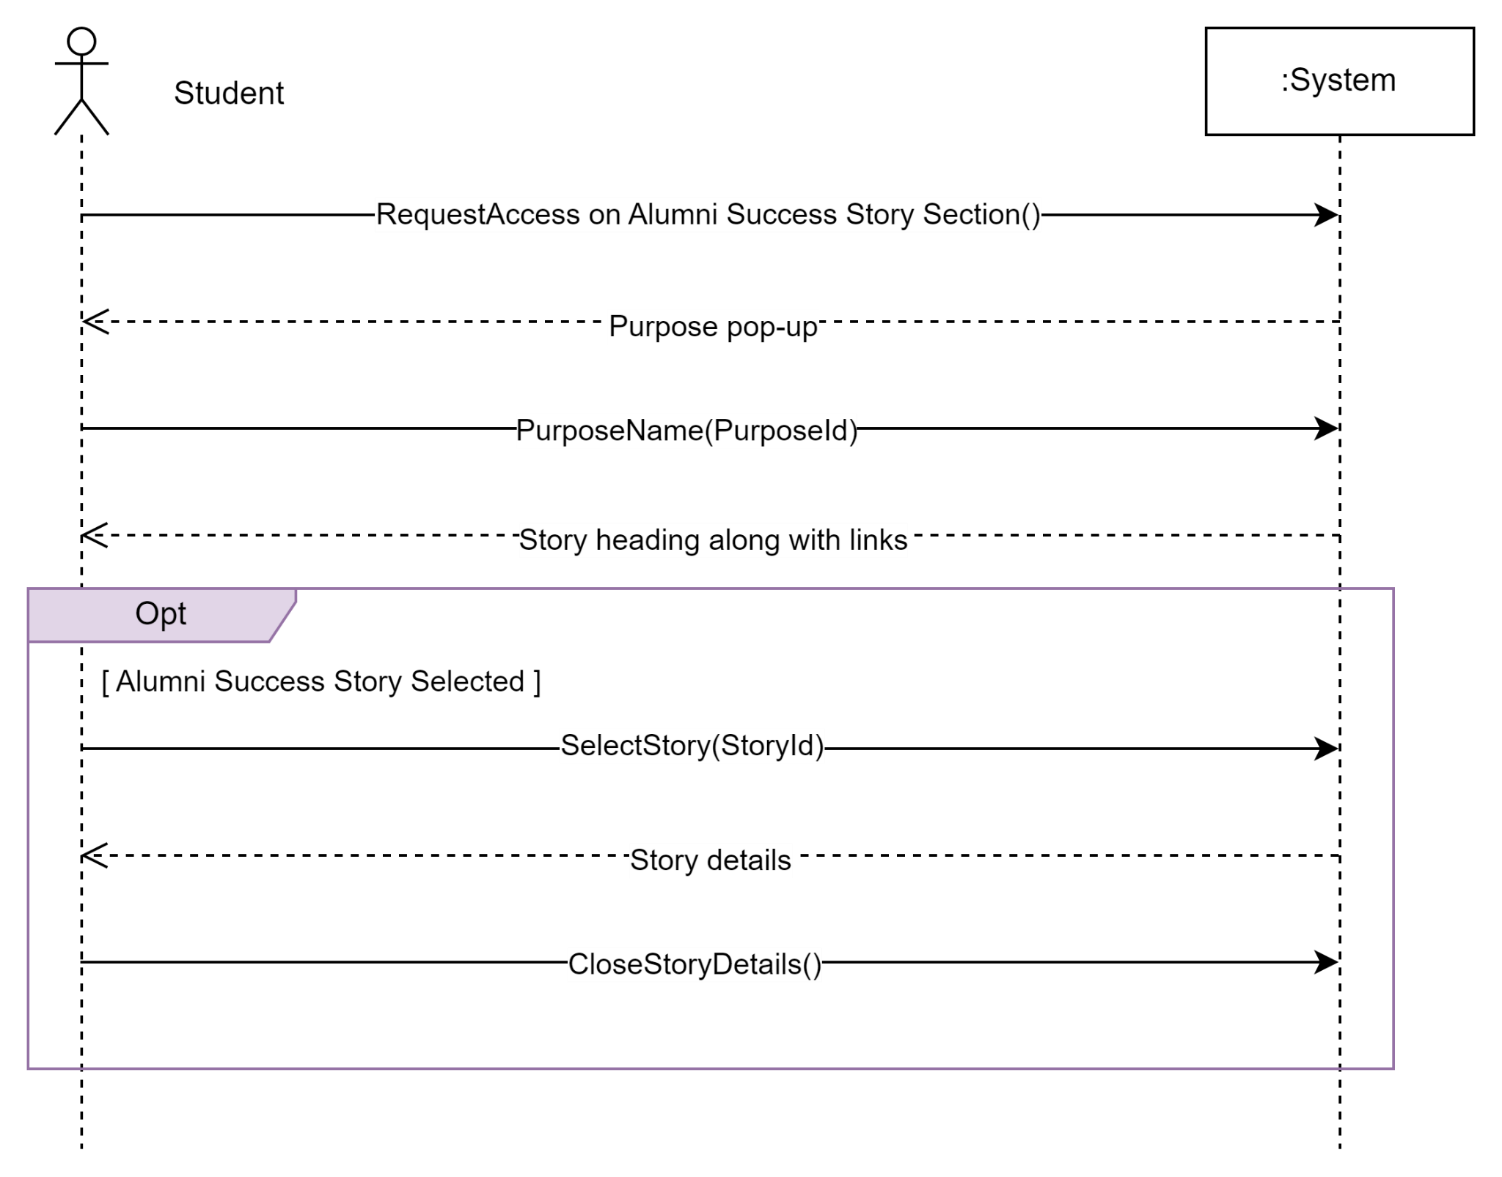 Student
:System
RequestAccess on Alumni Success Story Section()
Purpose pop-up
PurposeName(PurposeId)
Story heading along with links
Opt
[ Alumni Success Story Selected ]
SelectStory(StoryId)
Story details
CloseStoryDetails()